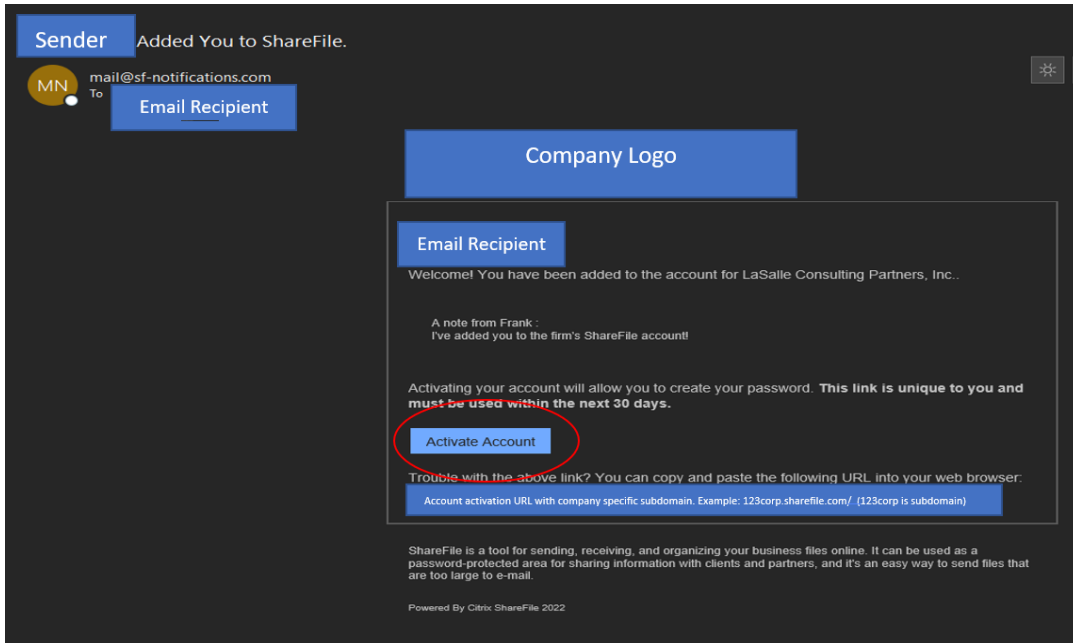 Sender Added You to ShareFile.
MN mail@sf-notifications.com
To Email Recipient
Company Logo
Email Recipient
Welcome! You have been added to the account for LaSalle Consulting Partners, Inc..
A note from Frank :
I've added you to the firm's ShareFile account!
Activating your account will allow you to create your password. This link is unique to you and
must be used within the next 30 days.
Activate Account
Trouble with the above link? You can copy and paste the following URL into your web browser:
Account activation URL with company specific subdomain. Example: 123corp.sharefile.com/ (123corp is subdomain)
ShareFile is a tool for sending, receiving, and organizing your business files online. It can be used as a
password-protected area for sharing information with clients and partners, and it's an easy way to send files that
are too large to e-mail.
Powered By Citrix ShareFile 2022